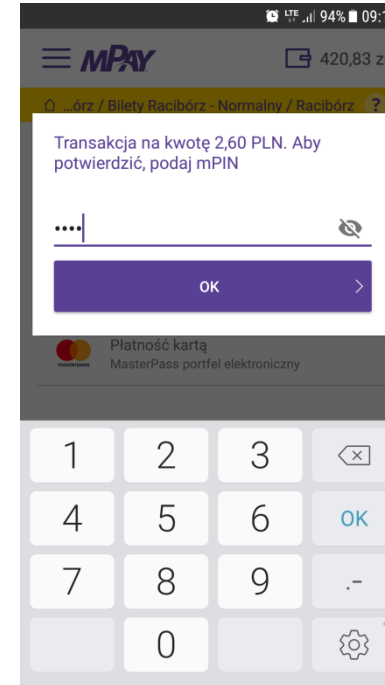 LTE 94% 09:1
mPAY 420,83 z
...órz / Bilety Racibórz - Normalny / Racibórz ?
Transakcja na kwotę 2,60 PLN. Aby
potwierdzić, podaj mPIN
••••
OK
Płatność kartą
masterpass MasterPass portfel elektroniczny
1 2 3
4 5 6 OK
7 8 9 .-
0